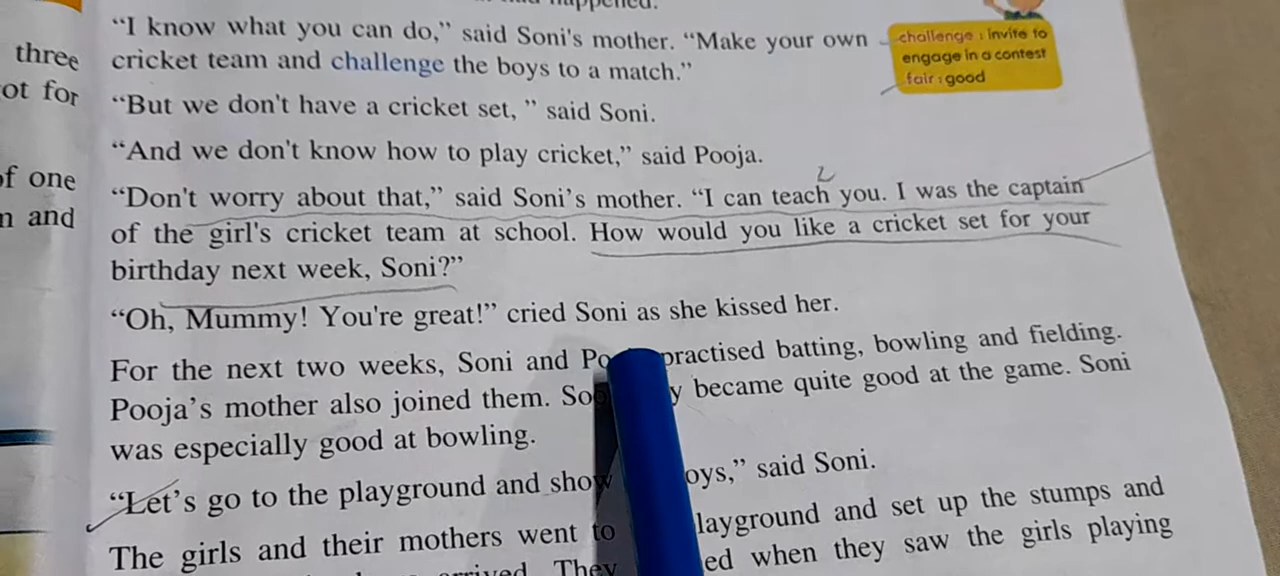 happened.
"I know what you can do," said Soni's mother. "Make your own
cricket team and challenge the boys to a match."
"But we don't have a cricket set, " said Soni.
"And we don't know how to play cricket," said Pooja.
"Don't worry about that," said Soni's mother. "I can teach you. I was the captain
of the girl's cricket team at school. How would you like a cricket set for your
birthday next week, Soni?"
"Oh, Mummy! You're great!" cried Soni as she kissed her.
For the next two weeks, Soni and practised batting, bowling and fielding.
Pooja's mother also joined them. became quite good at the game. Soni
was especially good at bowling.
"Let's go to the playground and show said Soni.
The girls and their mothers went to and set up the stumps and
They when they saw the girls playing
challenge : invite to
engage in a contest
fair : good
three
for
one
and